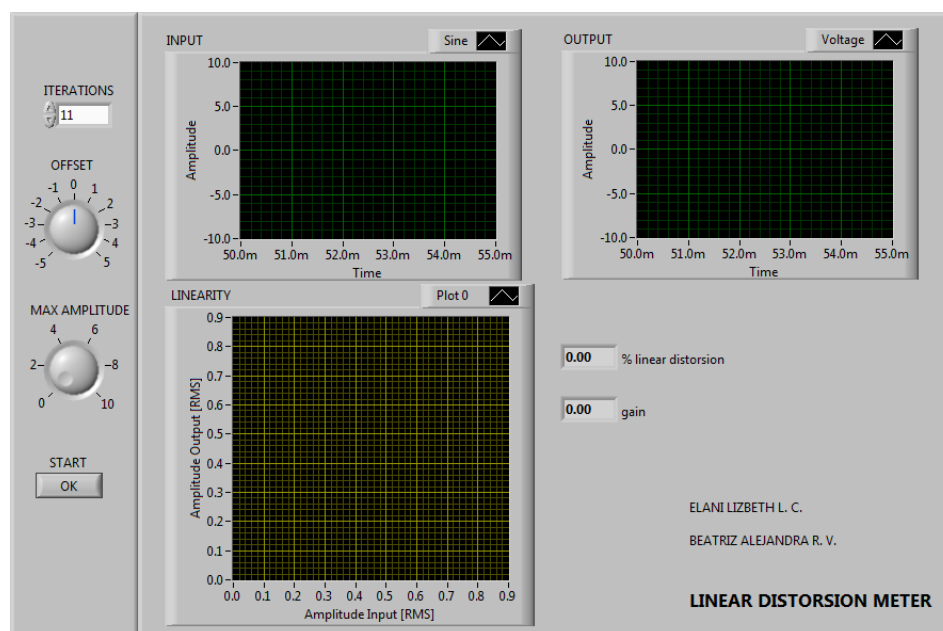 ITERATIONS
11
OFFSET
-1 0 1
-2 2
-3 3
-4 4
-5 5
MAX AMPLITUDE
4 6
2 8
0 10
START
OK
INPUT
Sine
Amplitude
10.0
5.0
0.0
-5.0
-10.0
50.0m 51.0m 52.0m 53.0m 54.0m 55.0m
Time
OUTPUT
Voltage
Amplitude
10.0
5.0
0.0
-5.0
-10.0
50.0m 51.0m 52.0m 53.0m 54.0m 55.0m
Time
LINEARITY
Plot 0
Amplitude Output [RMS]
0.9
0.8
0.7
0.6
0.5
0.4
0.3
0.2
0.1
0.0
0.0 0.1 0.2 0.3 0.4 0.5 0.6 0.7 0.8 0.9
Amplitude Input [RMS]
0.00 % linear distorsion
0.00 gain
ELANI LIZBETH L. C.
BEATRIZ ALEJANDRA R. V.
LINEAR DISTORSION METER